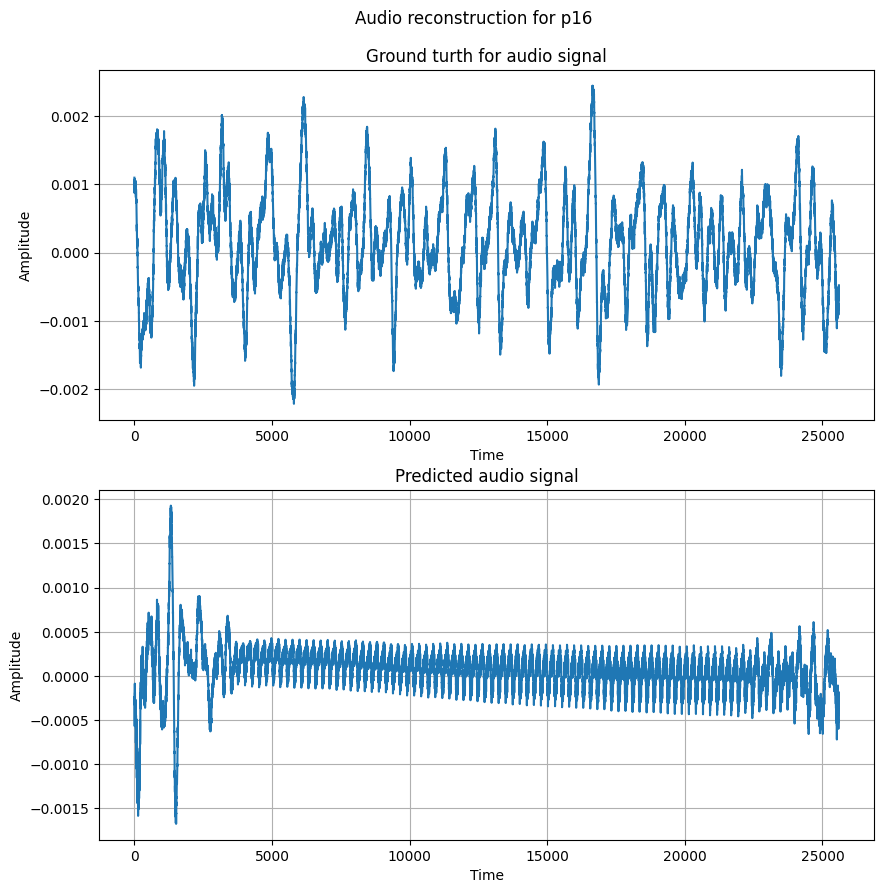 Audio reconstruction for p16
Ground turth for audio signal
0.002
0.001
0.000
−0.001
−0.002
Amplitude
0 5000 10000 15000 20000 25000
Time
Predicted audio signal
0.0020
0.0015
0.0010
0.0005
0.0000
−0.0005
−0.0010
−0.0015
Amplitude
0 5000 10000 15000 20000 25000
Time